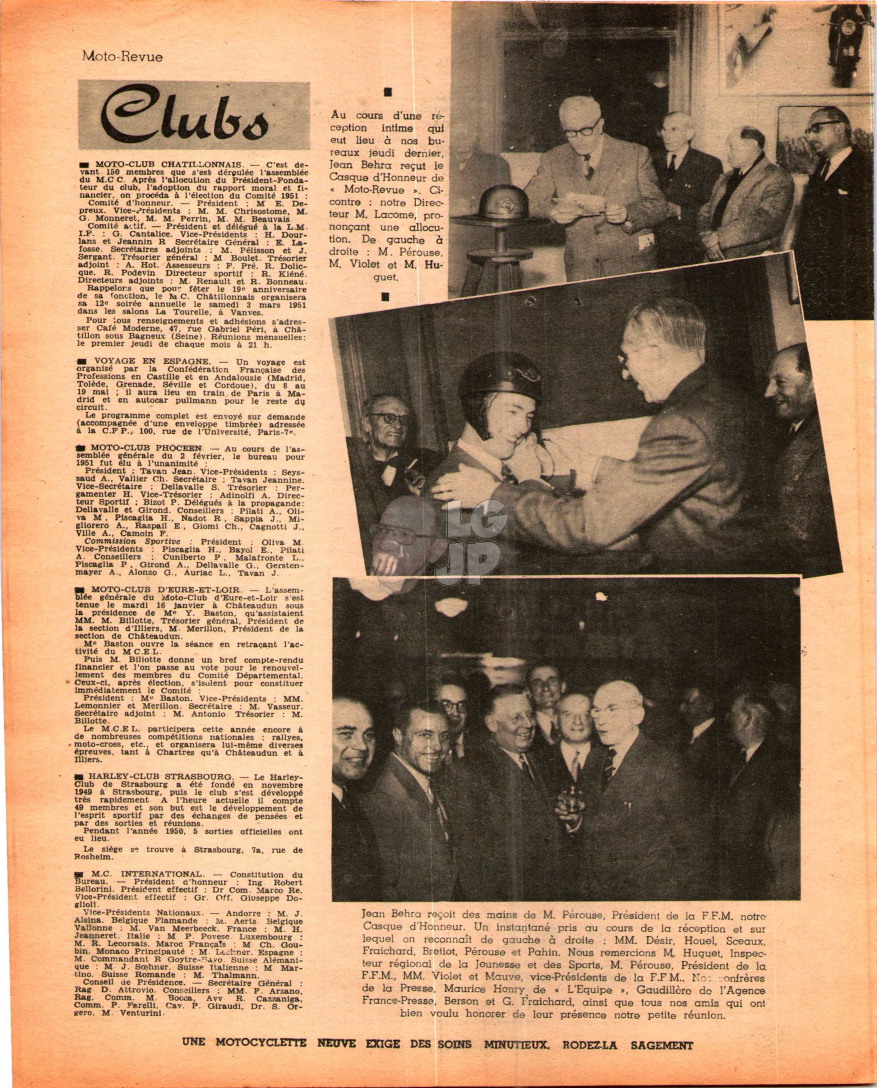 Moto-Revue
Clubs
■ MOTO-CLUB CHATILLONNAIS. — C'est de-
vant 150 membres que s'est déroulée l'assemblée
du M.C C. Après l'allocution du Président-Fonda-
teur du club, l'adoption du rapport moral et fi-
nancier, on procéda à l'élection du Comité 1951 :
Comité d'honneur. — Président : M E. De-
preux. Vice-Présidents : M. M. Chrisostome, M.
G. Monneret, M. M. Perrin, M. M. Beauvais
Comité actif. — Président et délégué à la L.M.
I.F. : G. Cantalice. Vice-Présidents : H. Dour-
lans et Jeannin R Secrétaire Général : E. La-
fosse. Secrétaires adjoints : M. Pélisson et J.
Sergant. Trésorier général : M. Boulet. Trésorier
adjoint : A. Hot. Assesseurs : F. Pré. R. Dolic-
que, R. Podevin Directeur sportif : R. Kiéné.
Directeurs adjoints : M. Renault et R. Bonneau.
Rappelons que pour fêter le 19e anniversaire
de sa fonction, le M.C. Châtillonnais organisera
sa 12e soirée annuelle le samedi 3 mars 1951
dans les salons La Tourelle, à Vanves.
Pour tous renseignements et adhésions s'adres-
ser Café Moderne, 47, rue Gabriel Péri, à Châ-
tillon sous Bagneux (Seine). Réunions mensuelles:
le premier jeudi de chaque mois à 21 h.
■ VOYAGE EN ESPAGNE. — Un voyage est
organisé par la Confédération Française des
Professions en Castille et en Andalousie (Madrid,
Tolède, Grenade, Séville et Cordoue), du 8 au
19 mai ; il aura lieu en train de Paris à Ma-
drid et en autocar pullmann pour le reste du
circuit.
Le programme complet est envoyé sur demande
(accompagnée d'une enveloppe timbrée) adressée
à la C.F P., 100, rue de l'Université, Paris-7e.
■ MOTO-CLUB PHOCEEN. — Au cours de l'as-
semblée générale du 2 février, le bureau pour
1951 fut élu à l'unanimité :
Président : Tavan Jean. Vice-Présidents : Seys-
saud A., Vallier Ch. Secrétaire : Tavan Jeannine.
Vice-Secrétaire : Dellavalle S. Trésorier : Per-
gamenter H. Vice-Trésorier : Adinolfi A. Direc-
teur Sportif : Bizot P. Délégués à la propagande:
Dellavalle et Girond. Conseillers : Pilati A., Oli-
va M , Piscaglia H., Nadot R , Sappia J., Mi-
gliorero A., Raspail E., Giomi Ch., Cagnotti J.,
Ville A., Camoin F.
Commission Sportive : Président : Oliva M.
Vice-Présidents : Piscaglia H., Bayol E., Pilati
A. Conseillers : Cuniberto P , Malafronte L.,
Piscaglia P , Girond A., Dellavalle G., Gersten-
mayer A., Alonzo G., Auriac L., Tavan J.
■ MOTO-CLUB D'EURE-ET-LOIR. — L'assem-
blée générale du Moto-Club d'Eure-et-Loir s'est
tenue le mardi 16 janvier à Châteaudun sous
la présidence de Me Y. Baston, qu'assistaient
MM. M. Billotte, Trésorier général, Président de
la section d'Illiers, M. Merillon, Président de la
section de Châteaudun.
Me Baston ouvre la séance en retraçant l'ac-
tivité du M C.E.L.
Puis M. Billotte donne un bref compte-rendu
financier et l'on passe au vote pour le renouvel-
lement des membres du Comité Départemental.
Ceux-ci, après élection, s'isolent pour constituer
immédiatement le Comité :
Président : Me Baston. Vice-Présidents : MM.
Lemonnier et Merillon. Secrétaire : M. Vasseur.
Secrétaire adjoint : M. Antonio Trésorier : M.
Billotte.
Le M.C.E.L. participera cette année encore à
de nombreuses compétitions nationales : rallyes,
moto-cross, etc., et organisera lui-même diverses
épreuves, tant à Chartres qu'à Châteaudun et à
Illiers.
■ HARLEY-CLUB STRASBOURG. — Le Harley-
Club de Strasbourg a été fondé en novembre
1949 à Strasbourg, puis le club s'est développé
très rapidement A l'heure actuelle il compte
49 membres et son but est le développement de
l'esprit sportif par des échanges de pensées et
par des sorties et réunions.
Pendant l'année 1950, 5 sorties officielles ont
eu lieu.
Le siège se trouve à Strasbourg, 7a, rue de
Rosheim.
■ M.C. INTERNATIONAL. — Constitution du
Bureau. — Président d'honneur : Ing Robert
Bellorini. Président effectif : Dr Com. Marco Re.
Vice-Président effectif : Gr. Off. Giuseppe Do-
glioli.
Vice-Présidents Nationaux. — Andorre : M. J.
Alsina. Belgique Flamande : M. Aerts. Belgique
Vallonne : M. Van Meerbeeck. France : M. H.
Jeanneret. Italie : M P. Povese. Luxembourg :
M. R. Lecorsais. Maroc Français : M Ch. Gou-
bin. Monaco Principauté : M. Espagne :
M. Commandant R Suisse Alémani-
que : M J. Sœhner. Suisse Italienne : M Mar-
tino. Suisse Romande : M. Thalmann.
Conseil de Présidence. — Secrétaire Général :
Rag D. Attrovio. Conseillers : MM. F. Arzano,
Rag. Comm. M. Bocca, Avv R. Cazzaniga,
Comm. P. Farelli, Cav. P. Giraudi, Dr. S. Or-
gero, M. Venturini.
■
Au cours d'une ré-
ception intime qui
eut lieu à nos bu-
reaux jeudi dernier,
Jean Behra reçut le
Casque d'Honneur de
« Moto-Revue ». Ci-
contre : notre Direc-
teur M. Lacome, pro-
nonçant une allocu-
tion. De gauche à
droite : M. Pérouse,
M. Violet et M. Hu-
guet.
■
LG
JP
Jean Behra reçoit des mains de M. Pérouse, Président de la F.F.M. notre
Casque d'Honneur. Un instantané pris au cours de la réception et sur
lequel on reconnaît de gauche à droite : MM. Désir, Houel, Sceaux,
Fraichard, Bretiot, Pérouse et Pahin. Nous remercions M. Huguet, Inspec-
teur régional de la Jeunesse et des Sports, M. Pérouse, Président de la
F.F.M., MM. Violet et Mauve, vice-Présidents de la F.F.M.. Nos confrères
de la Presse, Maurice Henry de « L'Equipe », Gaudillère de l'Agence
France-Presse, Berson et G. Fraichard, ainsi que tous nos amis qui ont
bien voulu honorer de leur présence notre petite réunion.
UNE MOTOCYCLETTE NEUVE EXIGE DES SOINS MINUTIEUX, RODEZ-LA SAGEMENT